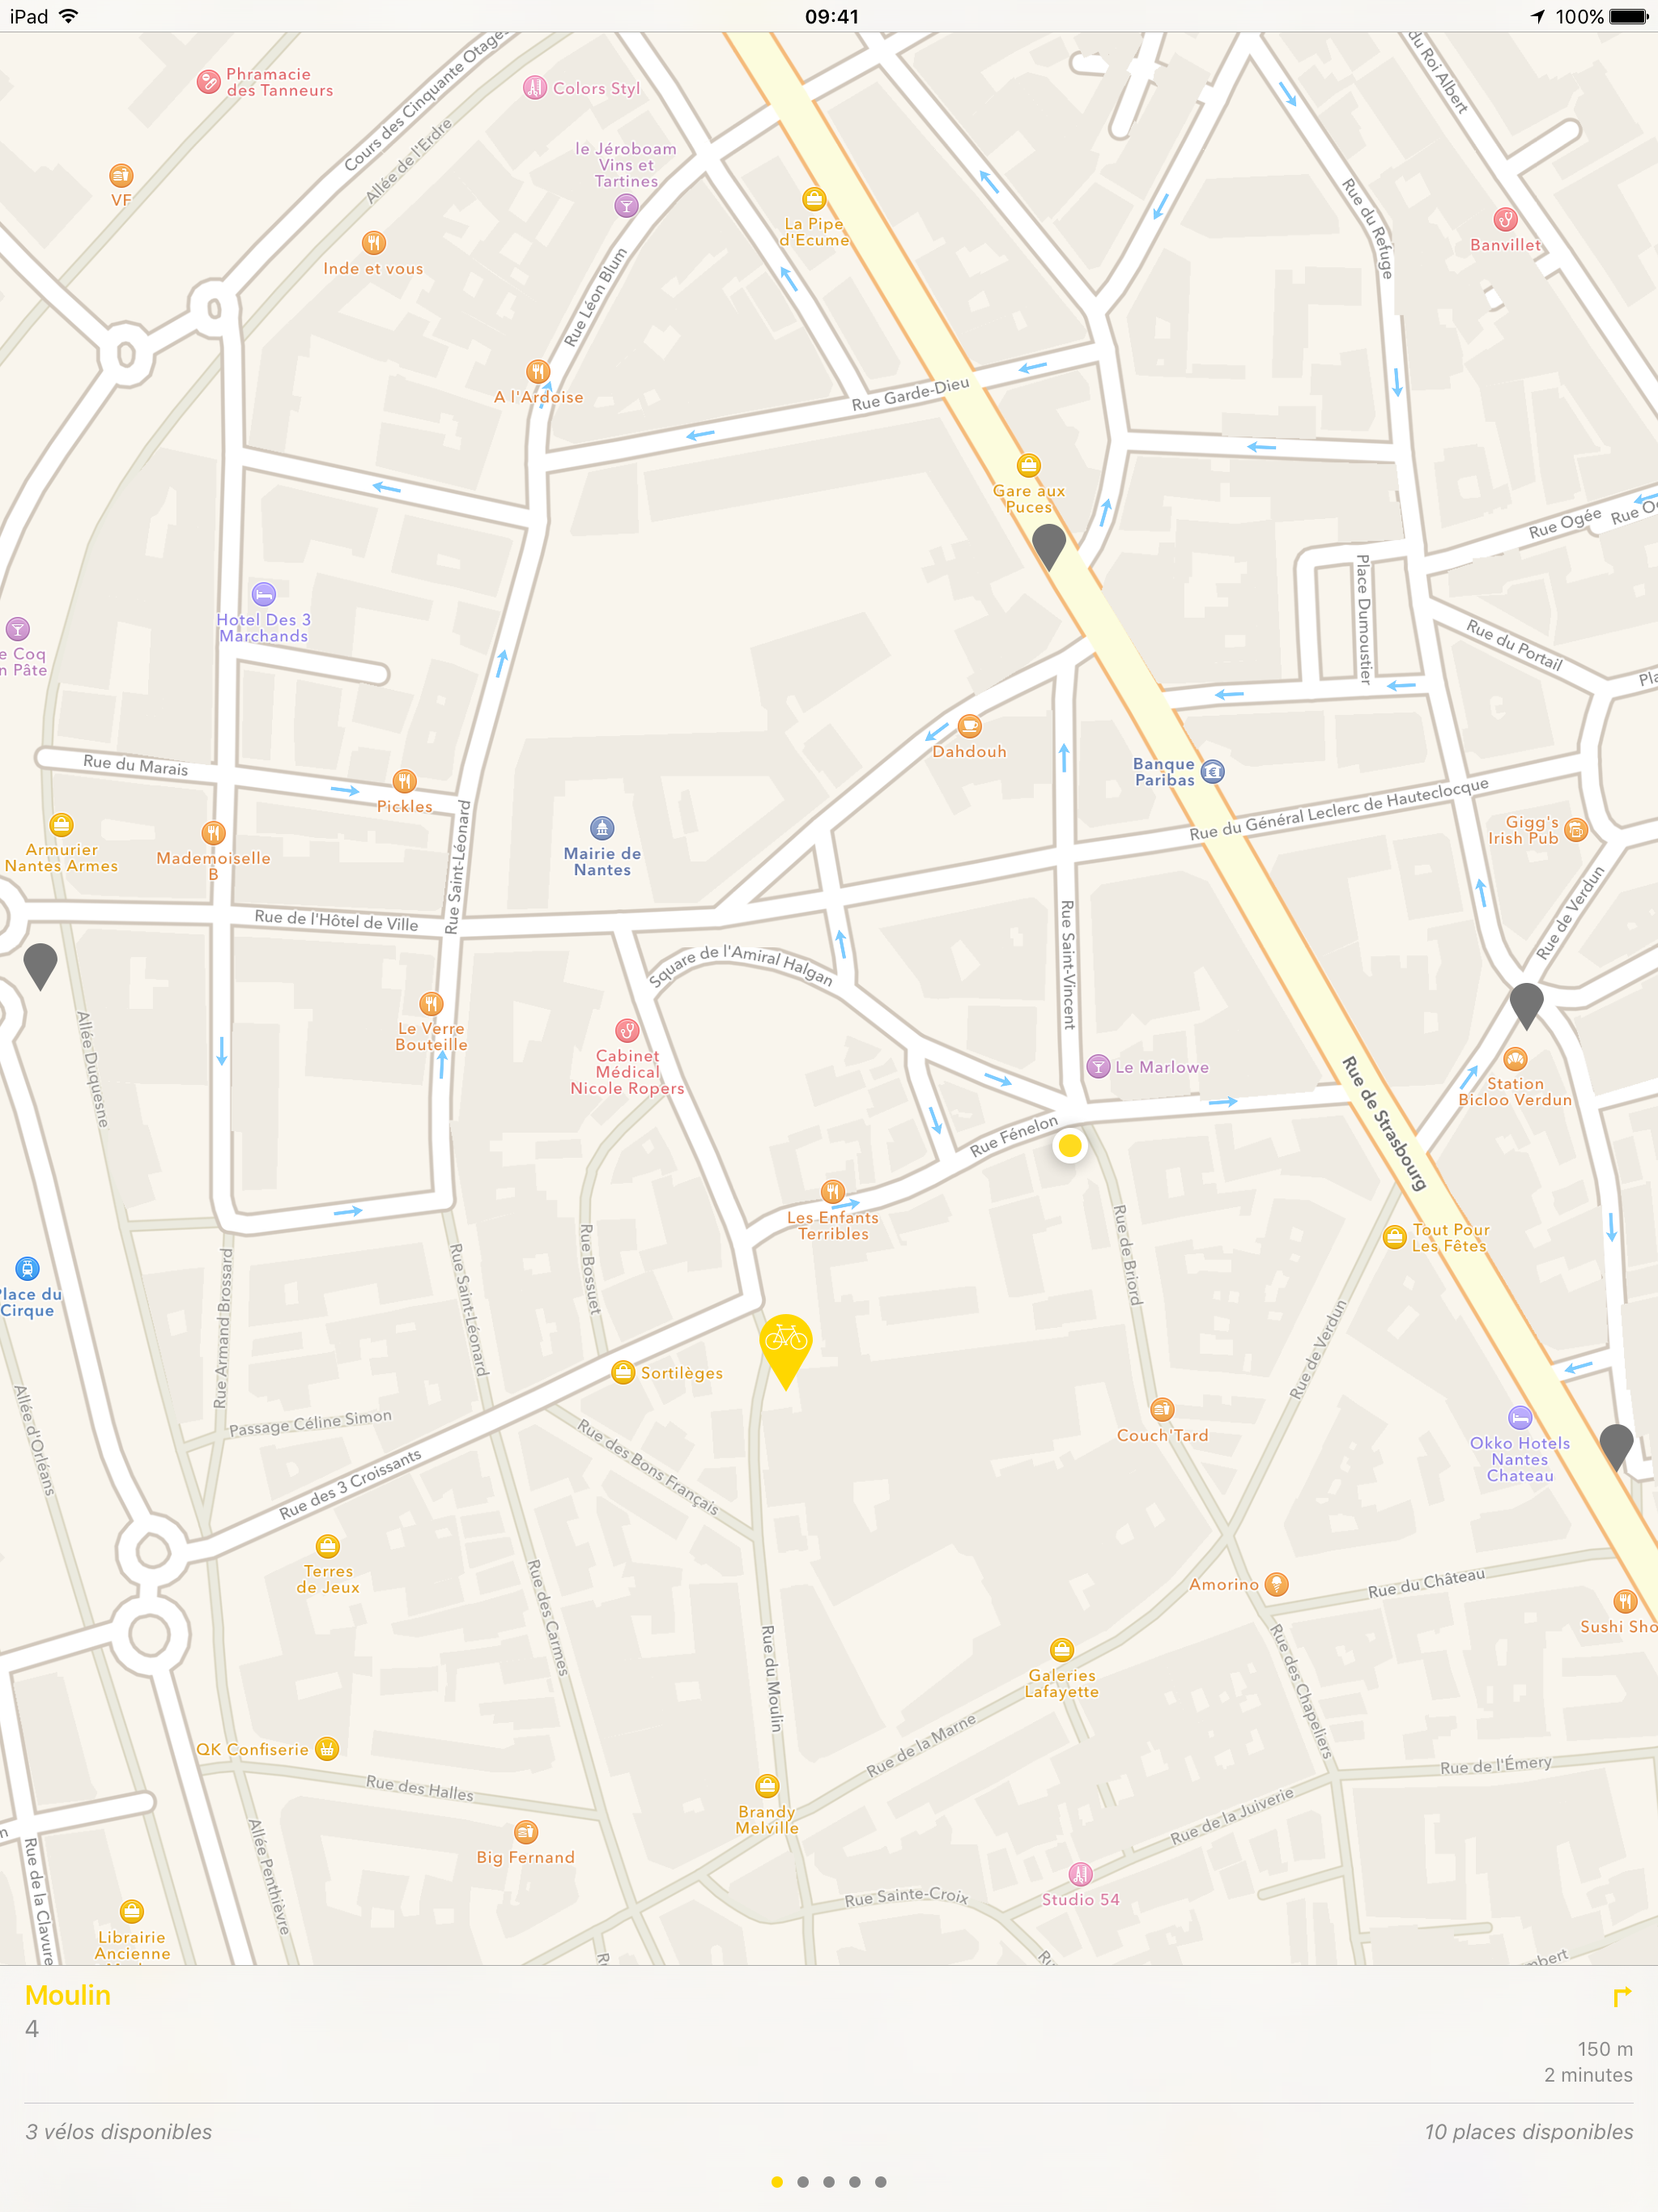 iPad
09:41
100%
Phramacie
des Tanneurs
Cours des Cinquante Otages
Allée de l'Erdre
Colors Styl
le Jéroboam
Vins et
Tartines
VF
Inde et vous
La Pipe
d'Ecume
Rue Léon Blum
du Roi Albert
Rue du Refuge
Banvillet
A l'Ardoise
Rue Garde-Dieu
Gare aux
Puces
Rue Ogée
Place Dumoustier
Rue du Portail
Hotel Des 3
Marchands
Dahdouh
Banque
Paribas
Rue du Général Leclerc de Hauteclocque
Gigg's
Irish Pub
Rue de Verdun
Rue du Marais
Pickles
Rue Saint-Léonard
Armurier
Nantes Armes
Mademoiselle
B
Mairie de
Nantes
Rue de l'Hôtel de Ville
Square de l'Amiral Halgan
Rue Saint-Vincent
Allée Duquesne
Le Verre
Bouteille
Cabinet
Médical
Nicole Ropers
Le Marlowe
Rue Fénelon
Rue de Strasbourg
Station
Bicloo Verdun
Les Enfants
Terribles
Rue de Briord
Tout Pour
Les Fêtes
Place du
Cirque
Rue Armand Brossard
Rue Saint-Léonard
Rue Bossuet
Sortilèges
Rue de Verdun
Allée d'Orléans
Passage Céline Simon
Rue des 3 Croissants
Rue des Bons Français
Couch'Tard
Okko Hotels
Nantes
Chateau
Terres
de Jeux
Rue des Carmes
Amorino
Rue du Château
Sushi Sho
Rue du Moulin
Galeries
Lafayette
Rue des Chapeliers
QK Confiserie
Rue de la Marne
Rue de l'Émery
Rue des Halles
Brandy
Melville
Rue de la Juiverie
Allée Penthièvre
Big Fernand
Rue de la Clavure
Rue Sainte-Croix
Studio 54
Librairie
Ancienne
Moulin
4
150 m
2 minutes
3 vélos disponibles
10 places disponibles